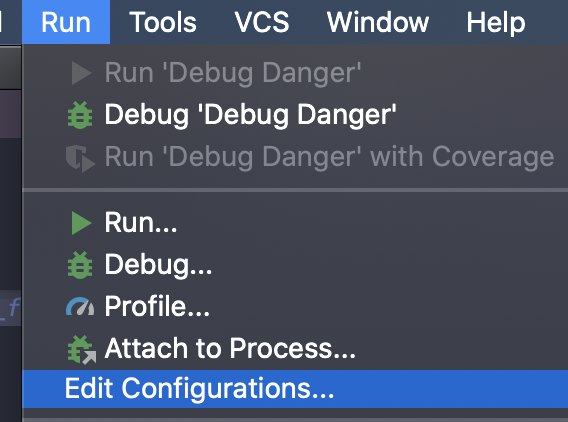 Run Tools VCS Window Help
Run 'Debug Danger'
Debug 'Debug Danger'
Run 'Debug Danger' with Coverage
Run...
Debug...
Profile...
_f
Attach to Process...
Edit Configurations...